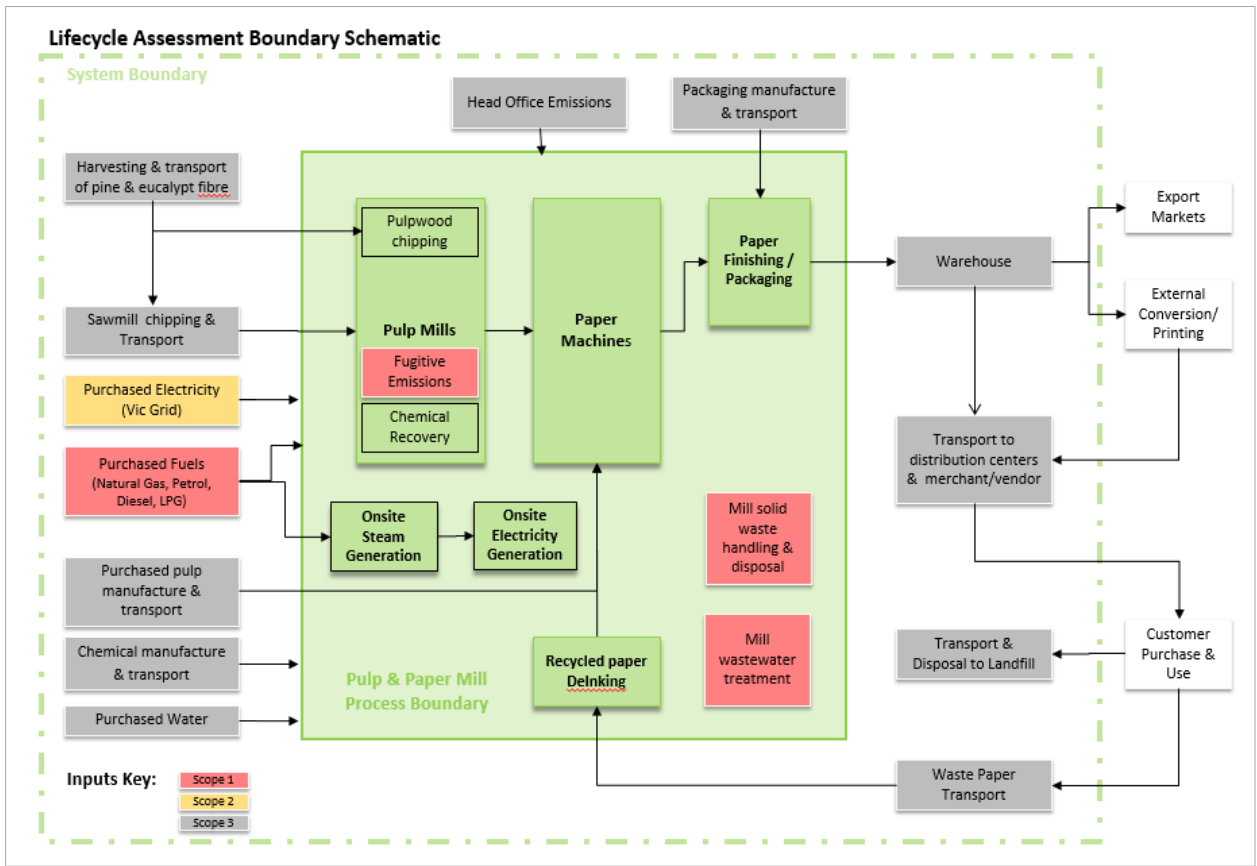 Lifecycle Assessment Boundary Schematic
System Boundary
Head Office Emissions
Packaging manufacture
& transport
Harvesting & transport
of pine & eucalypt fibre
Pulpwood
chipping
Paper
Finishing /
Packaging
Export
Markets
Warehouse
Sawmill chipping &
Transport
Pulp Mills
Paper
Machines
External
Conversion/
Printing
Fugitive
Emissions
Purchased Electricity
(Vic Grid)
Chemical
Recovery
Transport to
distribution centers
& merchant/vendor
Purchased Fuels
(Natural Gas, Petrol,
Diesel, LPG)
Onsite
Steam
Generation
Onsite
Electricity
Generation
Mill solid
waste
handling &
disposal
Purchased pulp
manufacture &
transport
Chemical manufacture
& transport
Recycled paper
DeInking
Mill
wastewater
treatment
Transport &
Disposal to Landfill
Customer
Purchase &
Use
Pulp & Paper Mill
Process Boundary
Purchased Water
Waste Paper
Transport
Inputs Key:
Scope 1
Scope 2
Scope 3